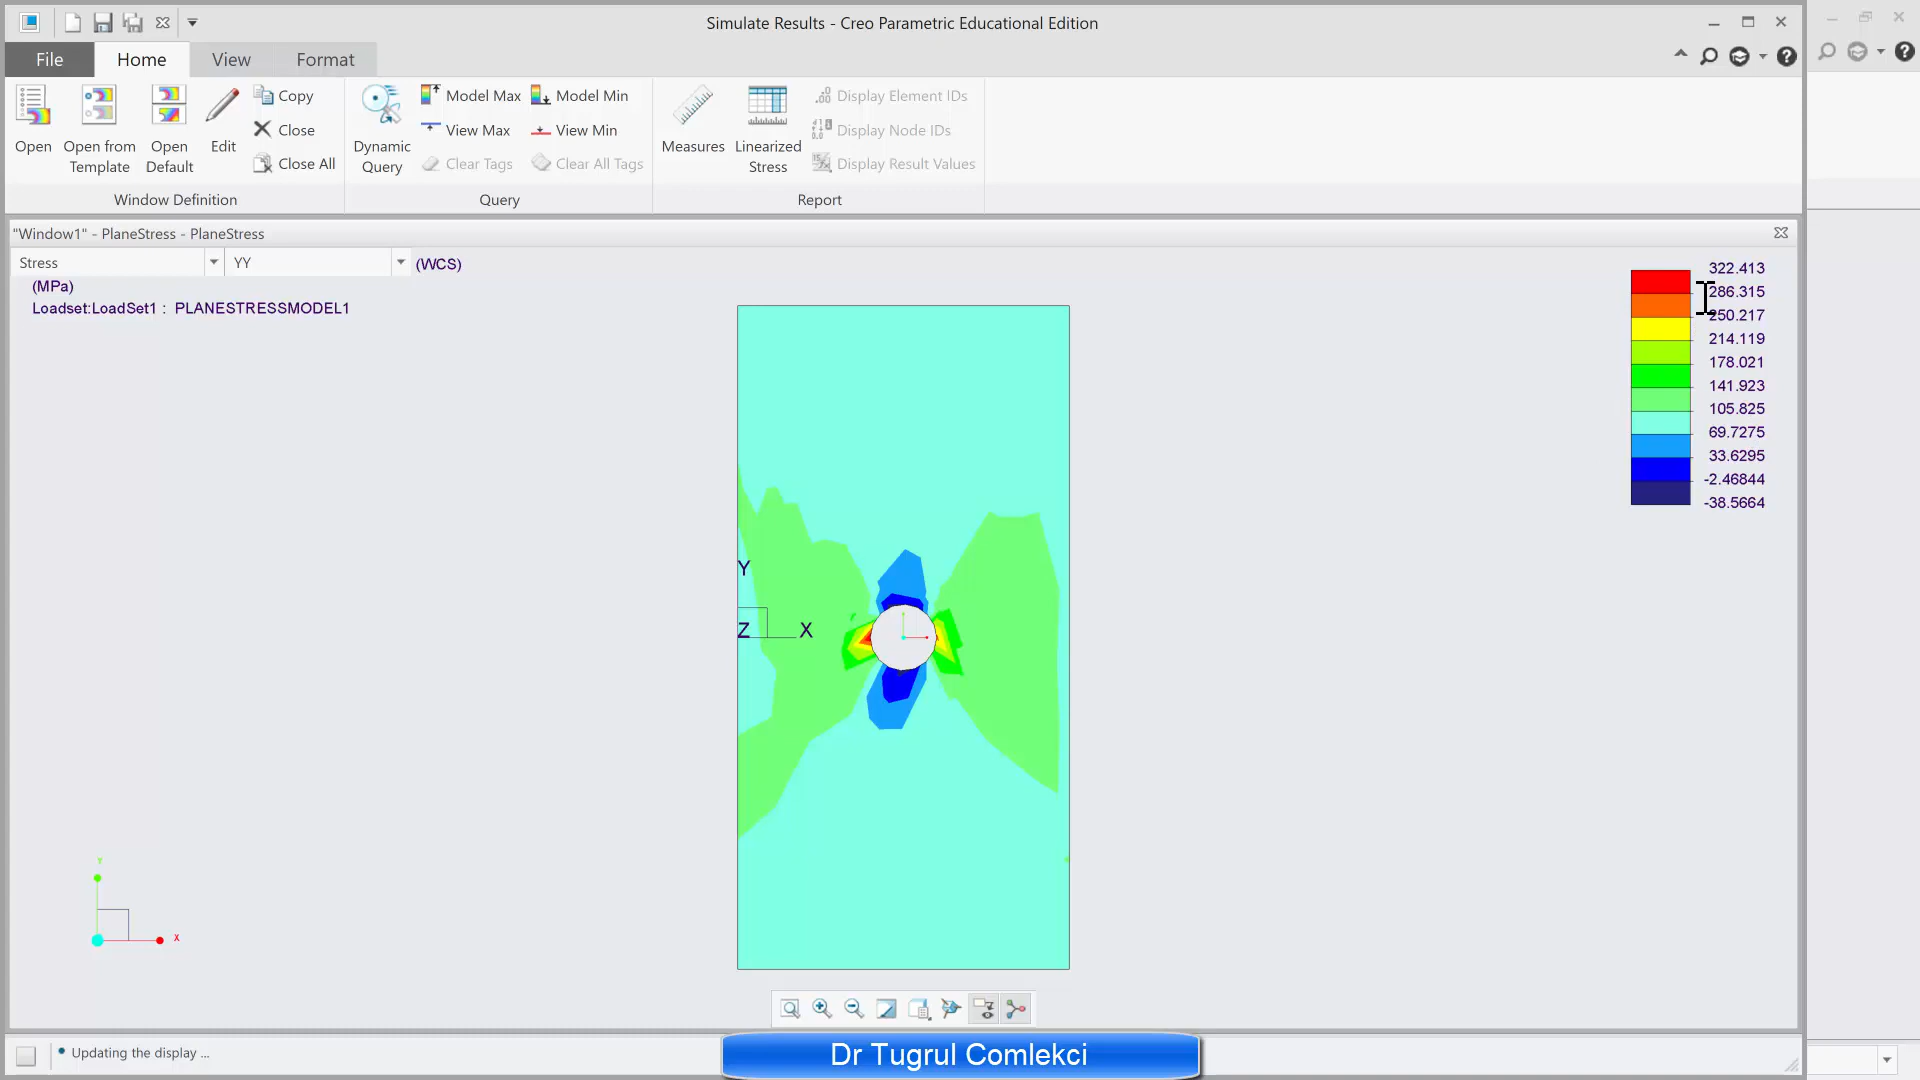 Simulate Results - Creo Parametric Educational Edition
File
Home
View
Format
Open
Open from Template
Open Default
Edit
Copy
Close
Close All
Window Definition
Dynamic Query
Model Max
View Max
Clear Tags
Model Min
View Min
Clear All Tags
Query
Measures
Linearized Stress
Display Element IDs
Display Node IDs
Display Result Values
Report
"Window1" - PlaneStress - PlaneStress
Stress
YY
(WCS)
(MPa)
Loadset:LoadSet1 : PLANESTRESSMODEL1
322.413
286.315
250.217
214.119
178.021
141.923
105.825
69.7275
33.6295
-2.46844
-38.5664
Y
Z
X
Y
X
Updating the display ...
Dr Tugrul Comlekci